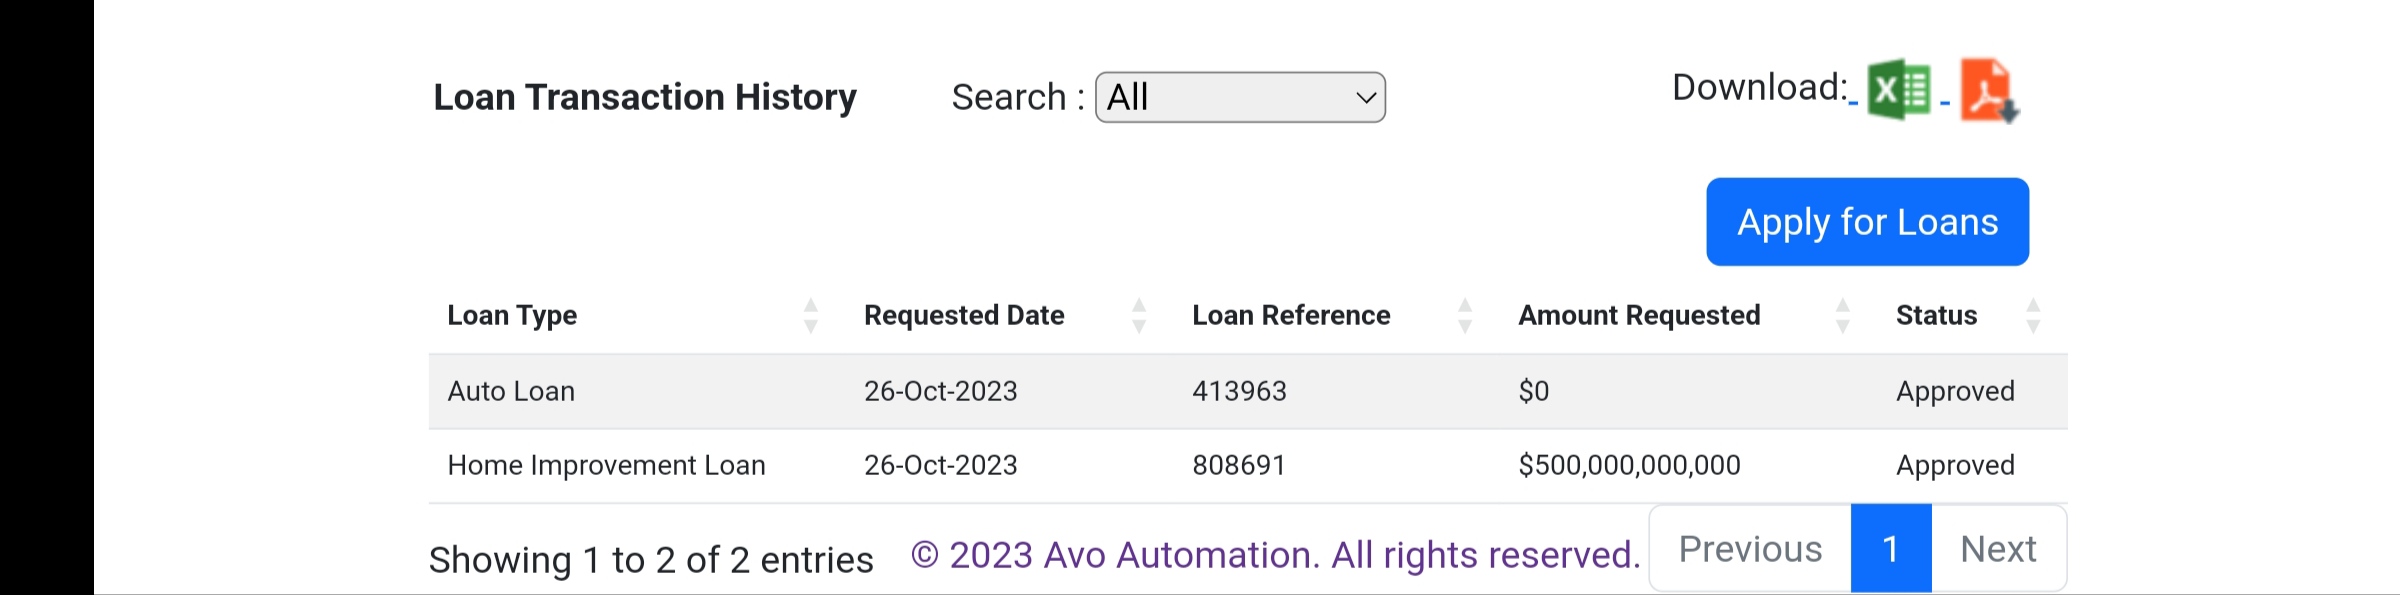 Loan Transaction History Search : All Download:
Apply for Loans
Loan Type Requested Date Loan Reference Amount Requested Status
Auto Loan 26-Oct-2023 413963 $0 Approved
Home Improvement Loan 26-Oct-2023 808691 $500,000,000,000 Approved
Showing 1 to 2 of 2 entries © 2023 Avo Automation. All rights reserved. Previous 1 Next